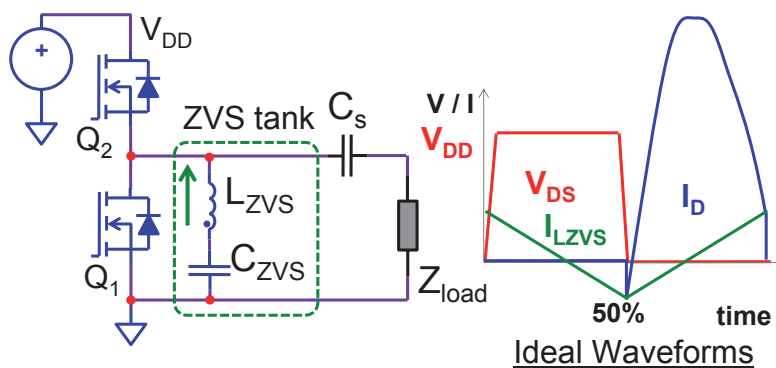 V_DD
+
Q_2
ZVS tank
C_s
L_ZVS
C_ZVS
Q_1
Z_load
V / I
V_DD
V_DS
I_LZVS
I_D
50%
time
Ideal Waveforms